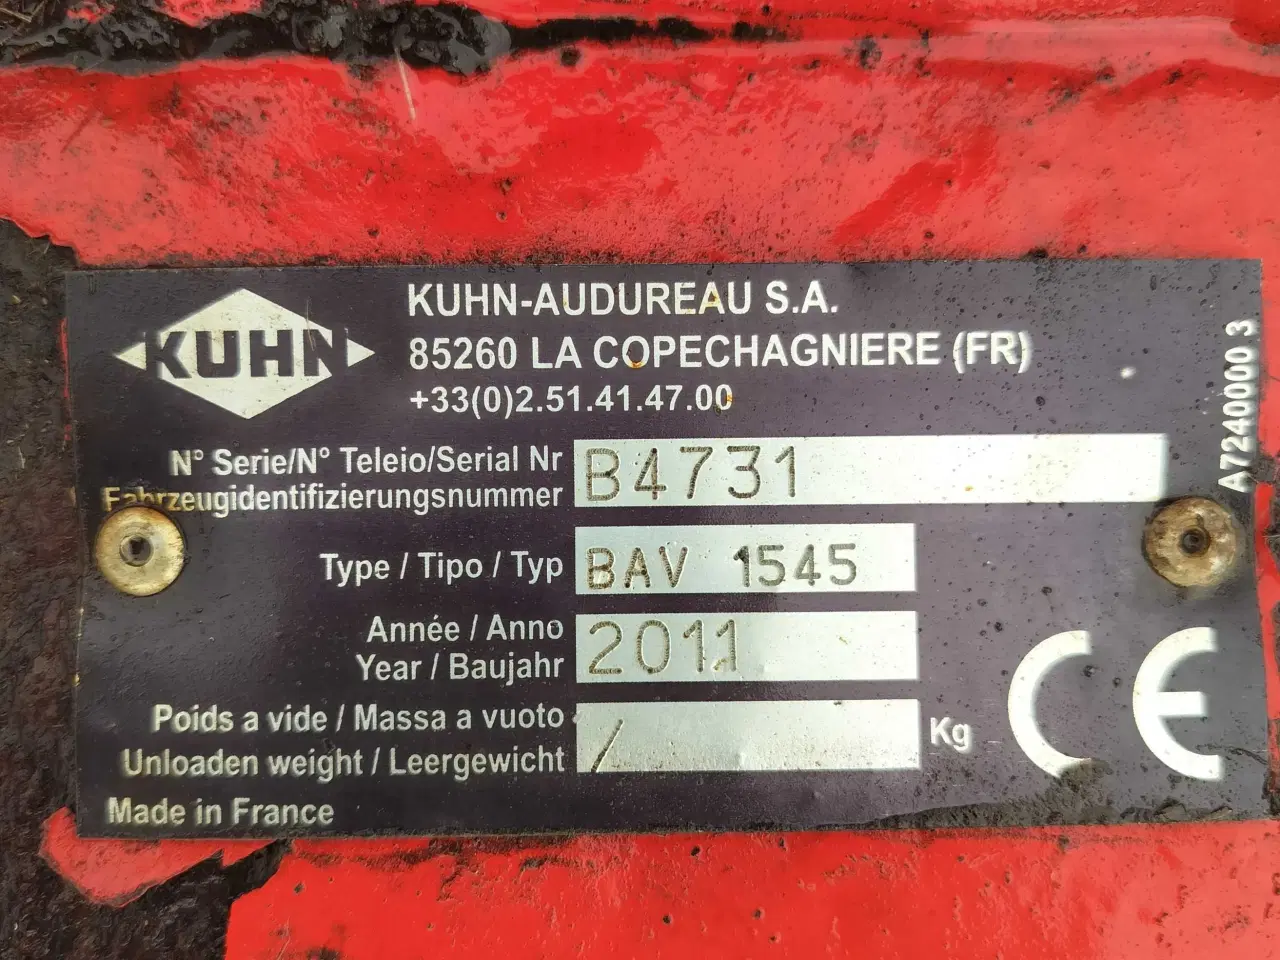 KUHN
KUHN-AUDUREAU S.A.
85260 LA COPECHAGNIERE (FR)
+33(0)2.51.41.47.00
N° Serie/N° Teleio/Serial Nr B4731
Fahrzeugidentifizierungsnummer
Type / Tipo / Typ BAV 1545
Année / Anno 2011
Year / Baujahr
Poids a vide / Massa a vuoto / Kg
Unloaden weight / Leergewicht
Made in France
CE
A7240000 3